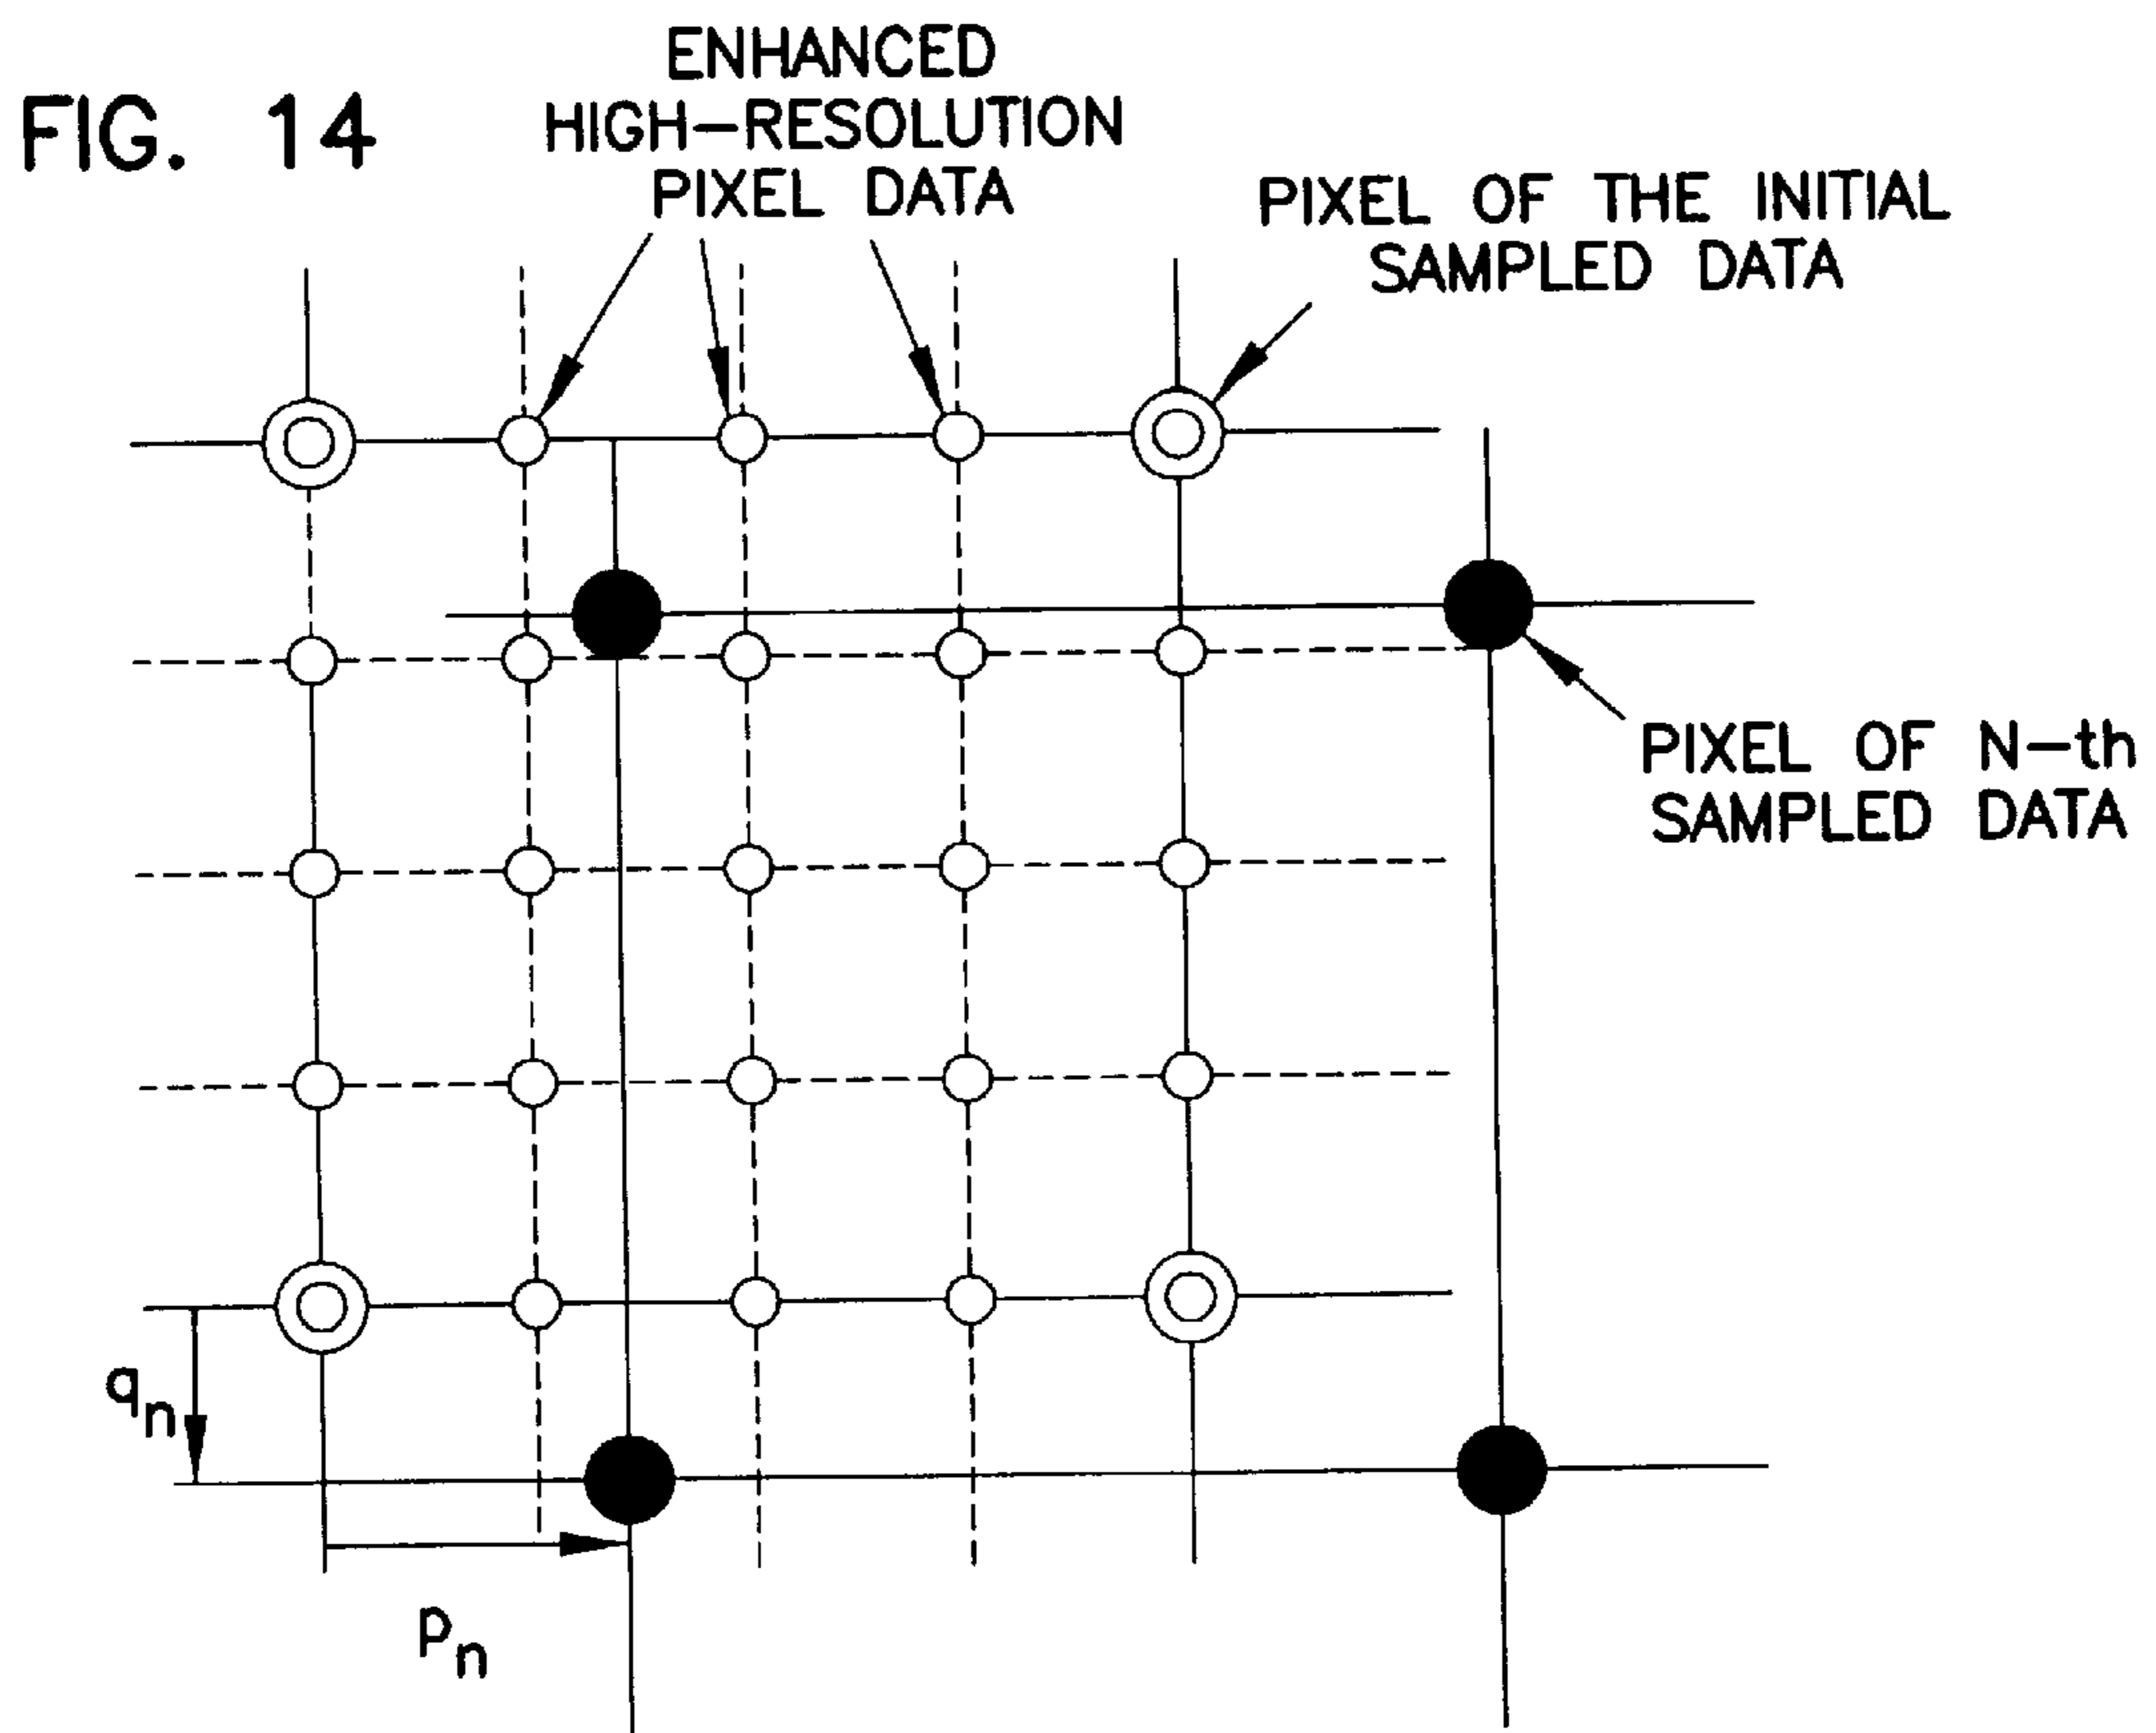 FIG. 14
ENHANCED
HIGH-RESOLUTION
PIXEL DATA
PIXEL OF THE INITIAL
SAMPLED DATA
PIXEL OF N-th
SAMPLED DATA
qn
pn